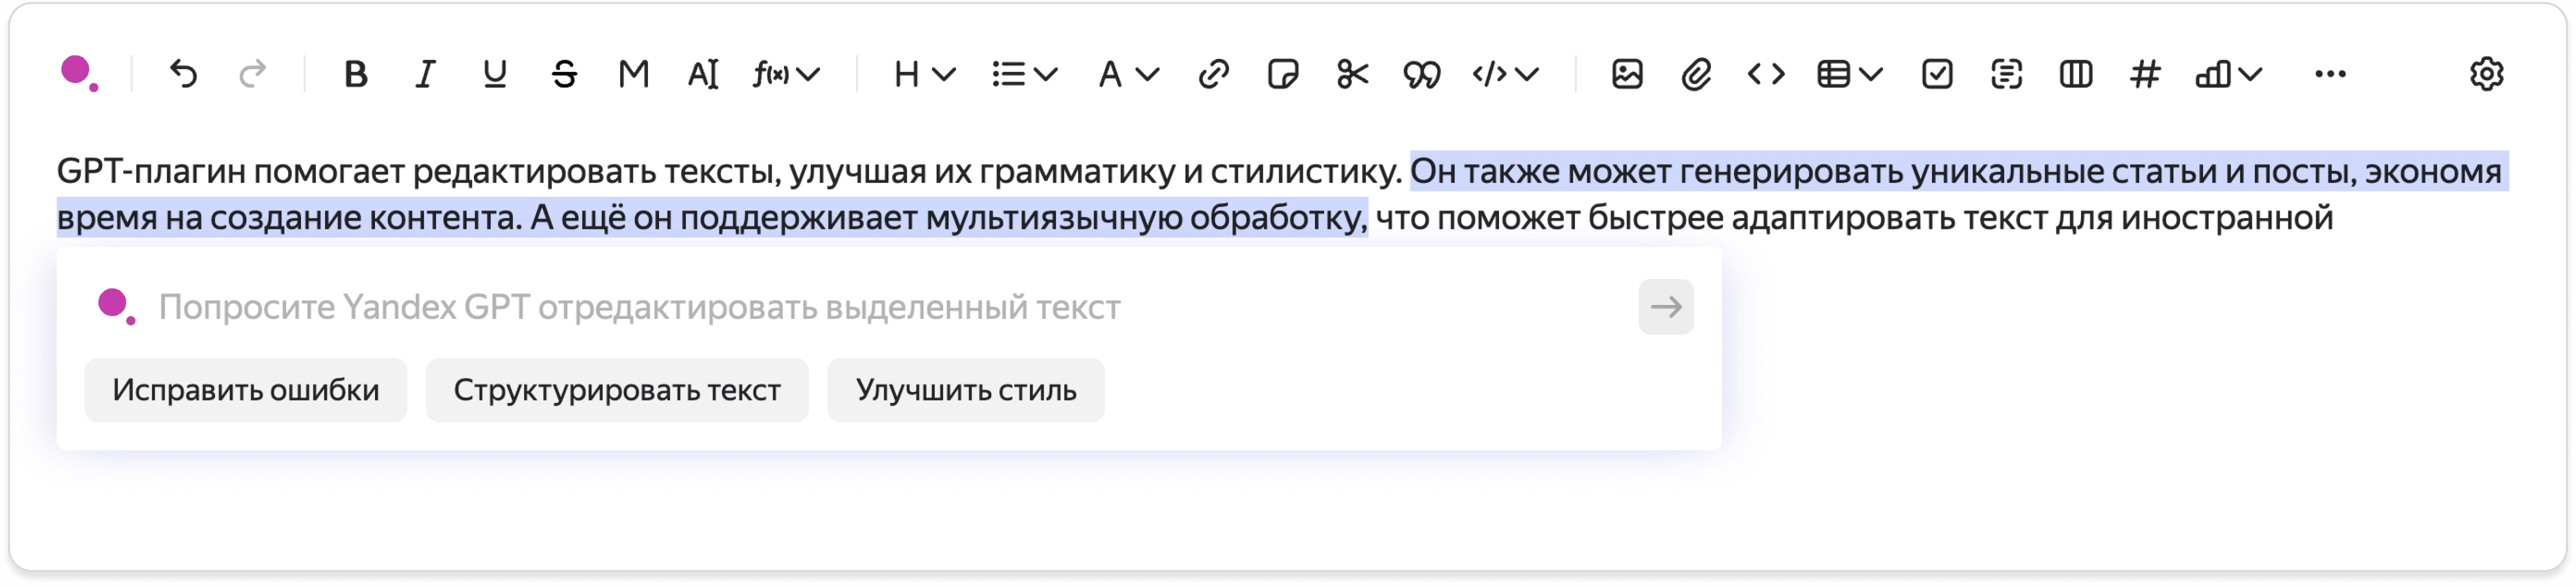 B I U S M AI f(x) H A </> < > #
GPT-плагин помогает редактировать тексты, улучшая их грамматику и стилистику. Он также может генерировать уникальные статьи и посты, экономя
время на создание контента. А ещё он поддерживает мультиязычную обработку, что поможет быстрее адаптировать текст для иностранной
Попросите Yandex GPT отредактировать выделенный текст
Исправить ошибки Структурировать текст Улучшить стиль